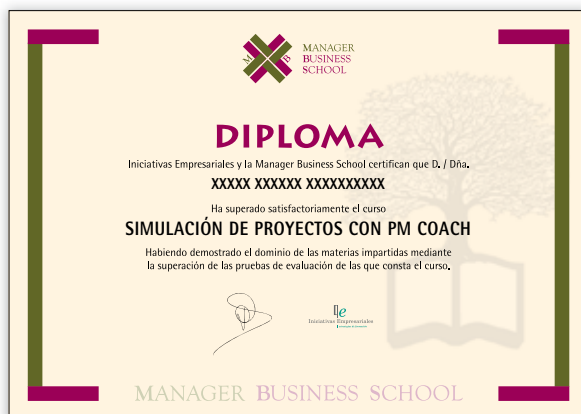 MANAGER
BUSINESS
SCHOOL
M B
DIPLOMA
Iniciativas Empresariales y la Manager Business School certifican que D. / Dña.
XXXXX XXXXXX XXXXXXXXXX
Ha superado satisfactoriamente el curso
SIMULACIÓN DE PROYECTOS CON PM COACH
Habiendo demostrado el dominio de las materias impartidas mediante
la superación de las pruebas de evaluación de las que consta el curso.
Ie
Iniciativas Empresariales
MANAGER BUSINESS SCHOOL